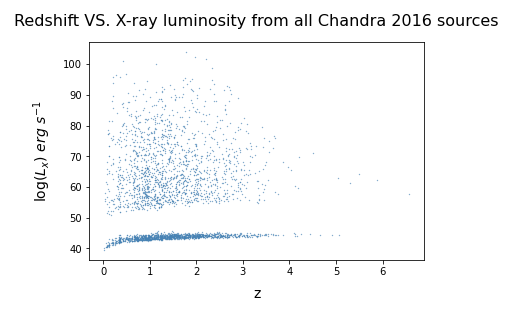 Redshift VS. X-ray luminosity from all Chandra 2016 sources
log(Lₓ) erg s⁻¹
100
90
80
70
60
50
40
0 1 2 3 4 5 6
z